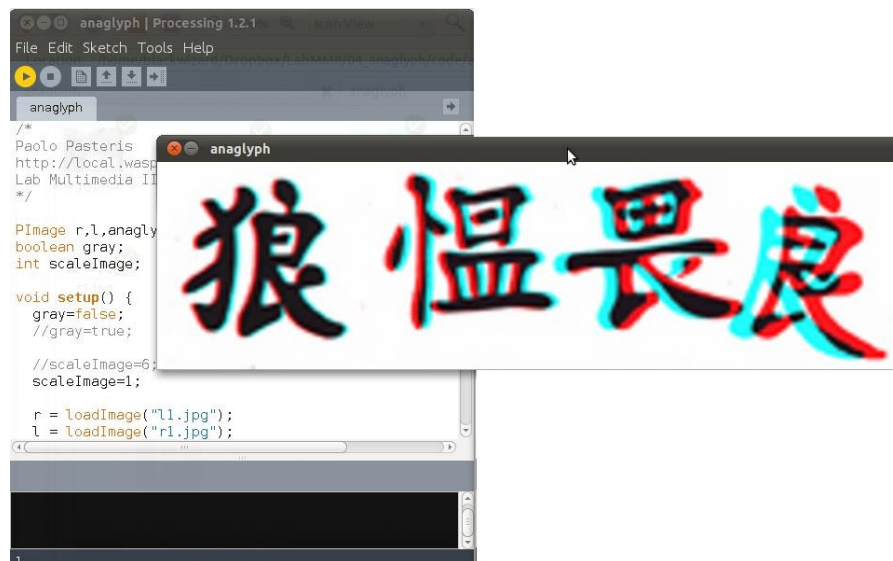 anaglyph | Processing 1.2.1
File Edit Sketch Tools Help
anaglyph
/*
Paolo Pasteris
http://local.wasp
Lab Multimedia II
*/
PImage r,l,anagly
boolean gray;
int scaleImage;
void setup() {
gray=false;
//gray=true;
//scaleImage=6;
scaleImage=1;
r = loadImage("l1.jpg");
l = loadImage("r1.jpg");
1
anaglyph
狼愠畏良